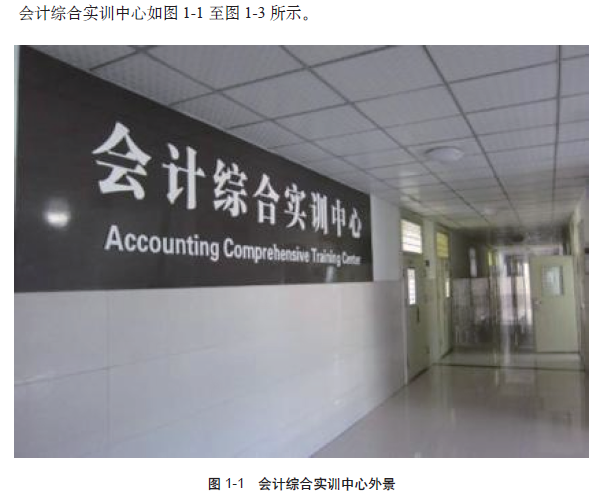 会计综合实训中心如图 1-1 至图 1-3 所示。
会计综合实训中心
Accounting Comprehensive Training Center
图 1-1 会计综合实训中心外景